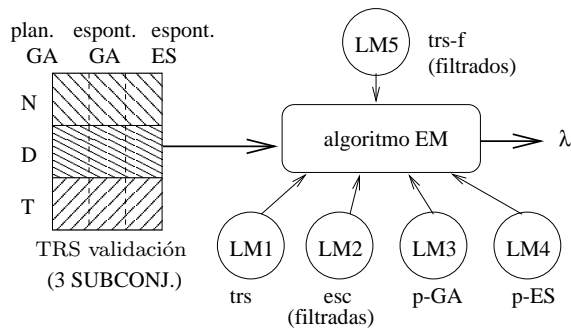 plan. espont. espont.
GA GA ES
N
D
T
TRS validación
(3 SUBCONJ.)
LM5
trs-f
(filtrados)
algoritmo EM
λ
LM1 LM2 LM3 LM4
trs esc p-GA p-ES
(filtradas)